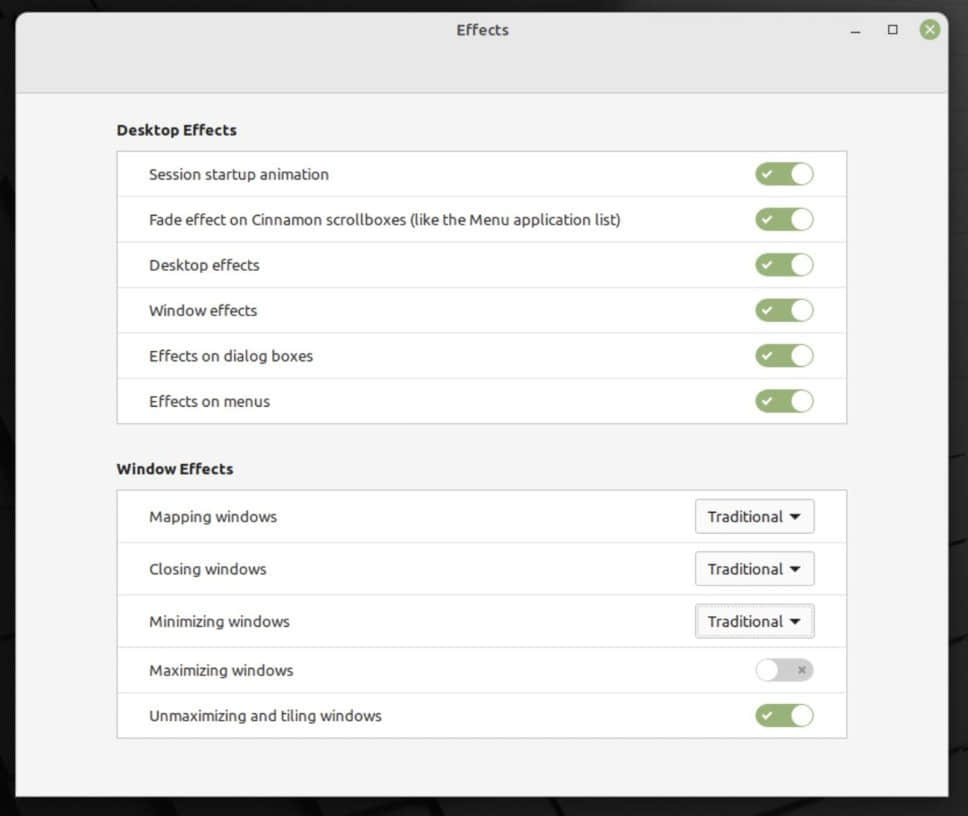 Effects
Desktop Effects
Session startup animation
Fade effect on Cinnamon scrollboxes (like the Menu application list)
Desktop effects
Window effects
Effects on dialog boxes
Effects on menus
Window Effects
Mapping windows Traditional
Closing windows Traditional
Minimizing windows Traditional
Maximizing windows
Unmaximizing and tiling windows